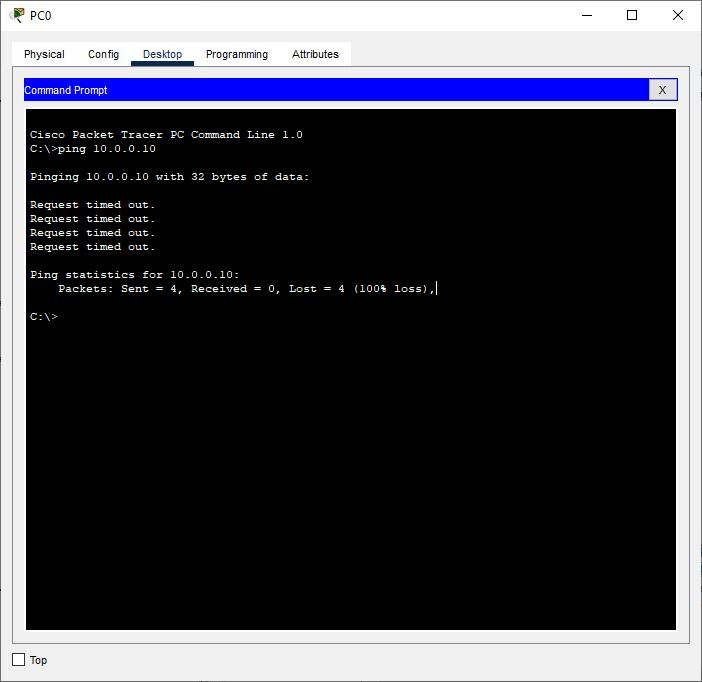 PC0
Physical Config Desktop Programming Attributes
Command Prompt X
Cisco Packet Tracer PC Command Line 1.0
C:\>ping 10.0.0.10
Pinging 10.0.0.10 with 32 bytes of data:
Request timed out.
Request timed out.
Request timed out.
Request timed out.
Ping statistics for 10.0.0.10:
    Packets: Sent = 4, Received = 0, Lost = 4 (100% loss),
C:\>
Top